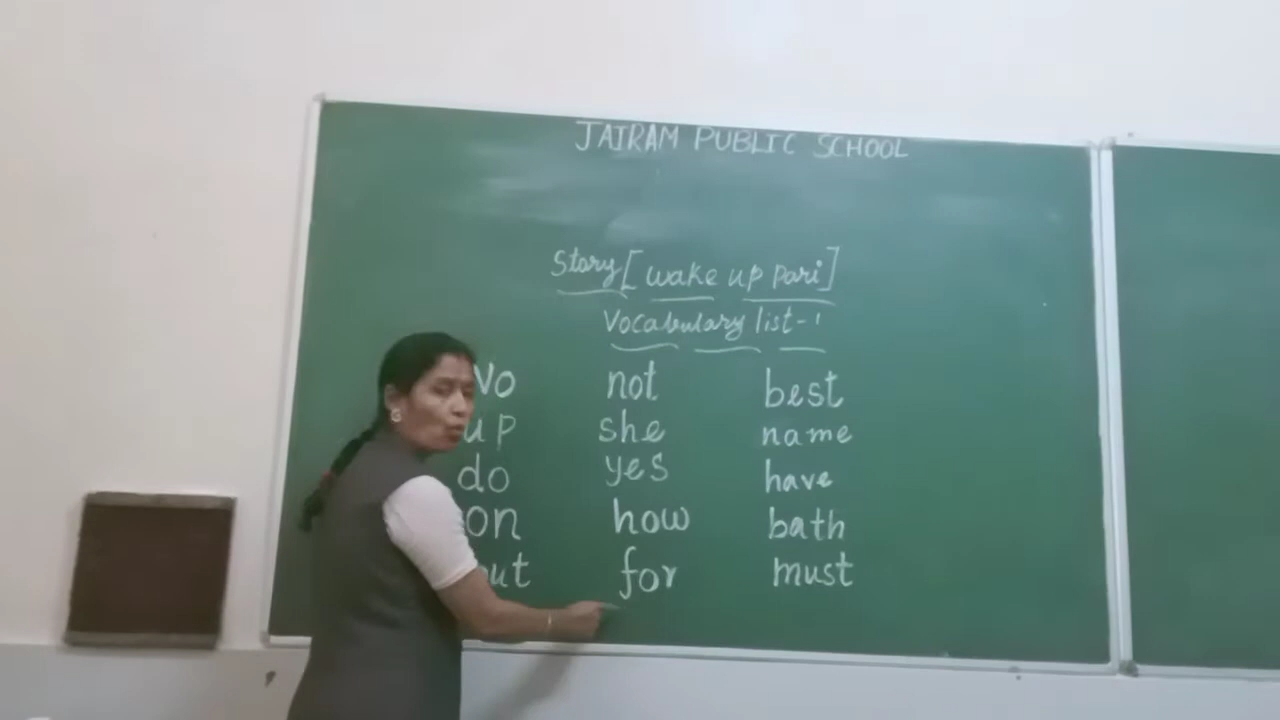 JAIRAM PUBLIC SCHOOL
Story [wake up pari]
Vocabulary list-1
No not best
up she name
do yes have
on how bath
for must